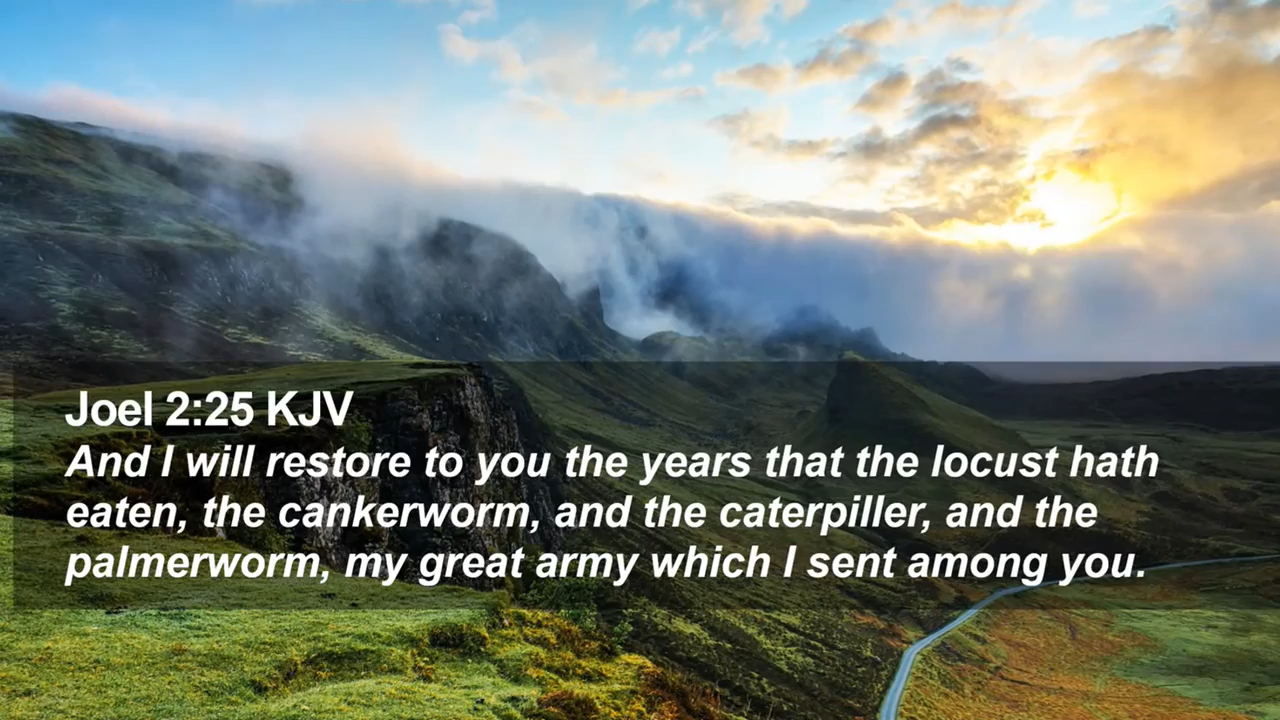 Joel 2:25 KJV
And I will restore to you the years that the locust hath
eaten, the cankerworm, and the caterpiller, and the
palmerworm, my great army which I sent among you.